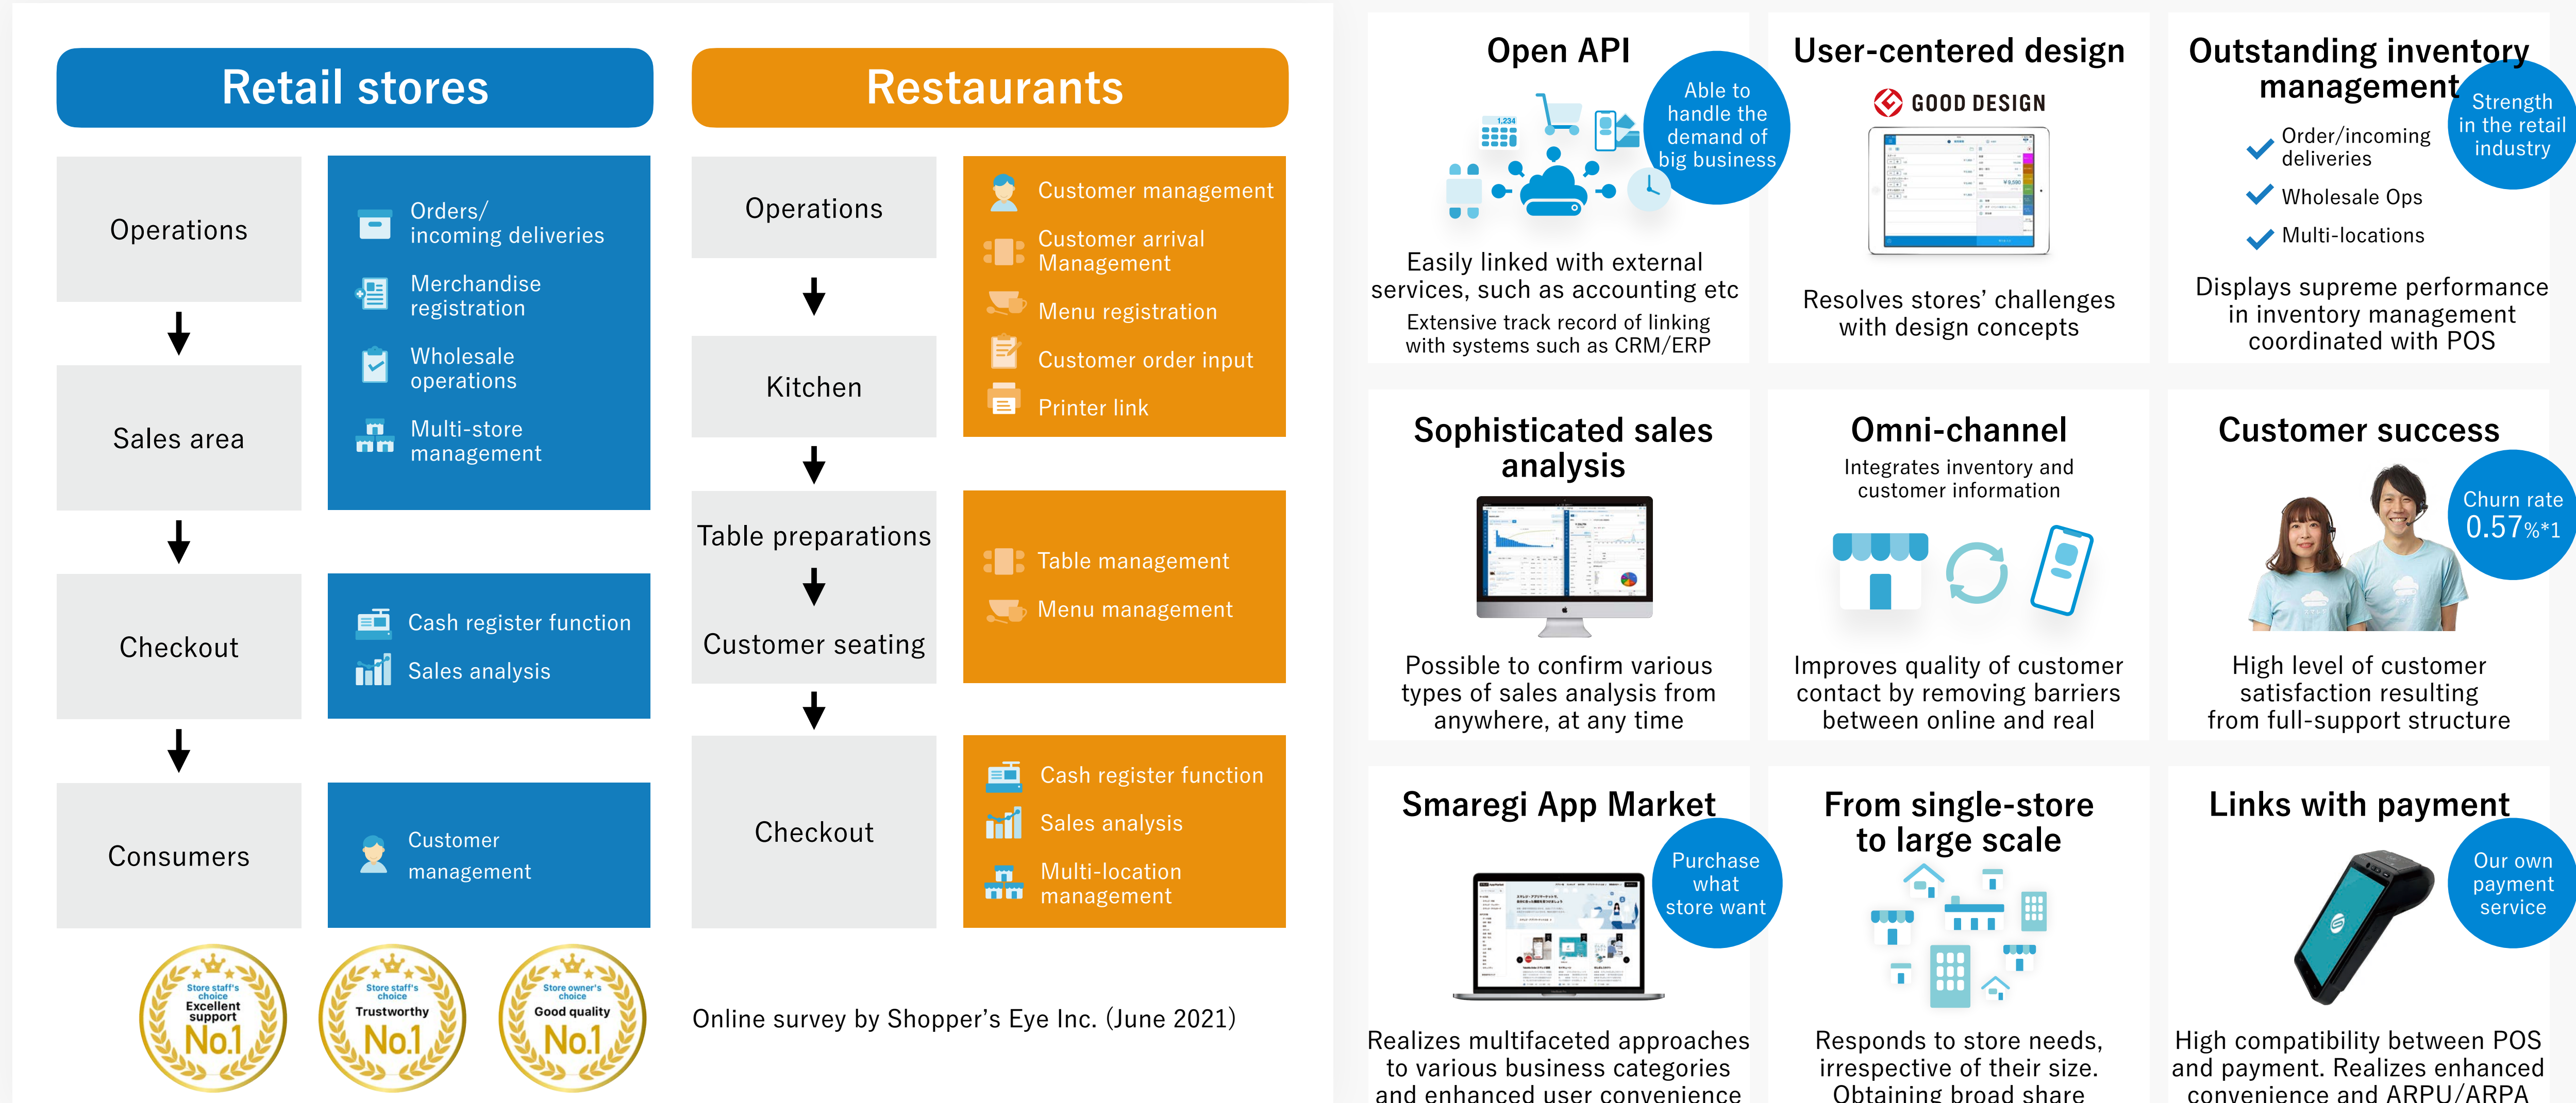 Retail stores
Operations
Sales area
Checkout
Consumers
Orders/
incoming deliveries
Merchandise
registration
Wholesale
operations
Multi-store
management
Cash register function
Sales analysis
Customer
management
Restaurants
Operations
Kitchen
Table preparations
Customer seating
Checkout
Customer management
Customer arrival
Management
Menu registration
Customer order input
Printer link
Table management
Menu management
Cash register function
Sales analysis
Multi-location
management
Store staff's
choice
Excellent
support
No.1
Store staff's
choice
Trustworthy
No.1
Store owner's
choice
Good quality
No.1
Online survey by Shopper's Eye Inc. (June 2021)
Open API
1,234
Able to
handle the
demand of
big business
Easily linked with external
services, such as accounting etc
Extensive track record of linking
with systems such as CRM/ERP
User-centered design
GOOD DESIGN
Resolves stores' challenges
with design concepts
Outstanding inventory
management
Strength
in the retail
industry
Order/incoming
deliveries
Wholesale Ops
Multi-locations
Displays supreme performance
in inventory management
coordinated with POS
Sophisticated sales
analysis
Possible to confirm various
types of sales analysis from
anywhere, at any time
Omni-channel
Integrates inventory and
customer information
Improves quality of customer
contact by removing barriers
between online and real
Customer success
Churn rate
0.57%*1
High level of customer
satisfaction resulting
from full-support structure
Smaregi App Market
Purchase
what
store want
Realizes multifaceted approaches
to various business categories
and enhanced user convenience
From single-store
to large scale
Responds to store needs,
irrespective of their size.
Obtaining broad share
Links with payment
Our own
payment
service
High compatibility between POS
and payment. Realizes enhanced
convenience and ARPU/ARPA